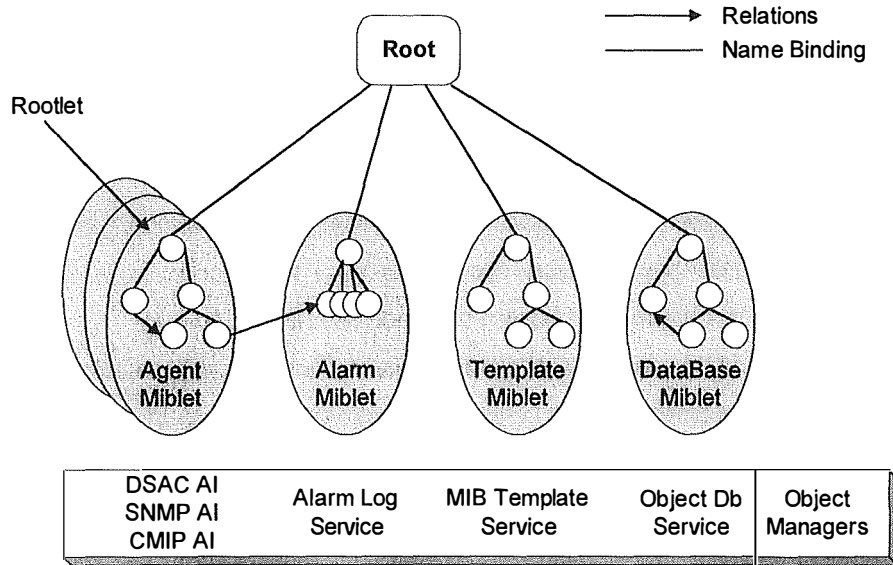 Relations
Root
Name Binding
Rootlet
Agent
Miblet
Alarm
Miblet
Template
Miblet
DataBase
Miblet
DSAC AI
SNMP AI
CMIP AI
Alarm Log
Service
MIB Template
Service
Object Db
Service
Object
Managers